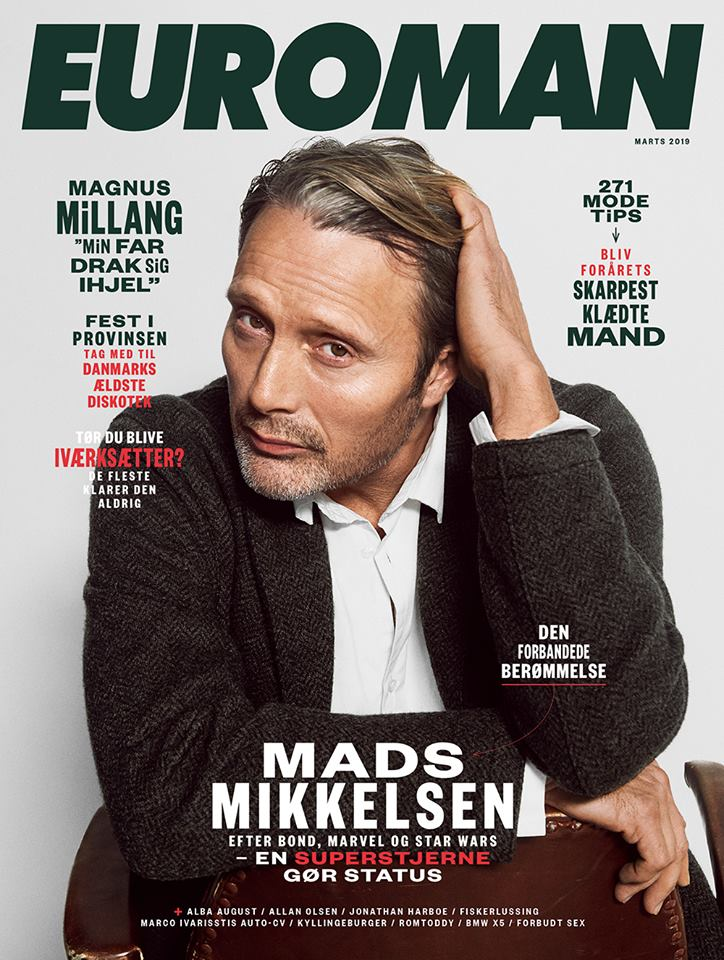 EUROMAN
MARTS 2019
MAGNUS
MiLLANG
"MiN FAR
DRAK SiG
IHJEL"
FEST I
PROVINSEN
TAG MED TIL
DANMARKS
ÆLDSTE
DISKOTEK
TØR DU BLIVE
IVÆRKSÆTTER?
DE FLESTE
KLARER DEN
ALDRIG
271
MODE
TiPS
BLIV
FORÅRETS
SKARPEST
KLÆDTE
MAND
DEN
FORBANDEDE
BERØMMELSE
MADS
MIKKELSEN
EFTER BOND, MARVEL OG STAR WARS
– EN SUPERSTJERNE
GØR STATUS
+ ALBA AUGUST / ALLAN OLSEN / JONATHAN HARBOE / FISKERLUSSING
MARCO IVARISSTIS AUTO-CV / KYLLINGEBURGER / ROMTODDY / BMW X5 / FORBUDT SEX